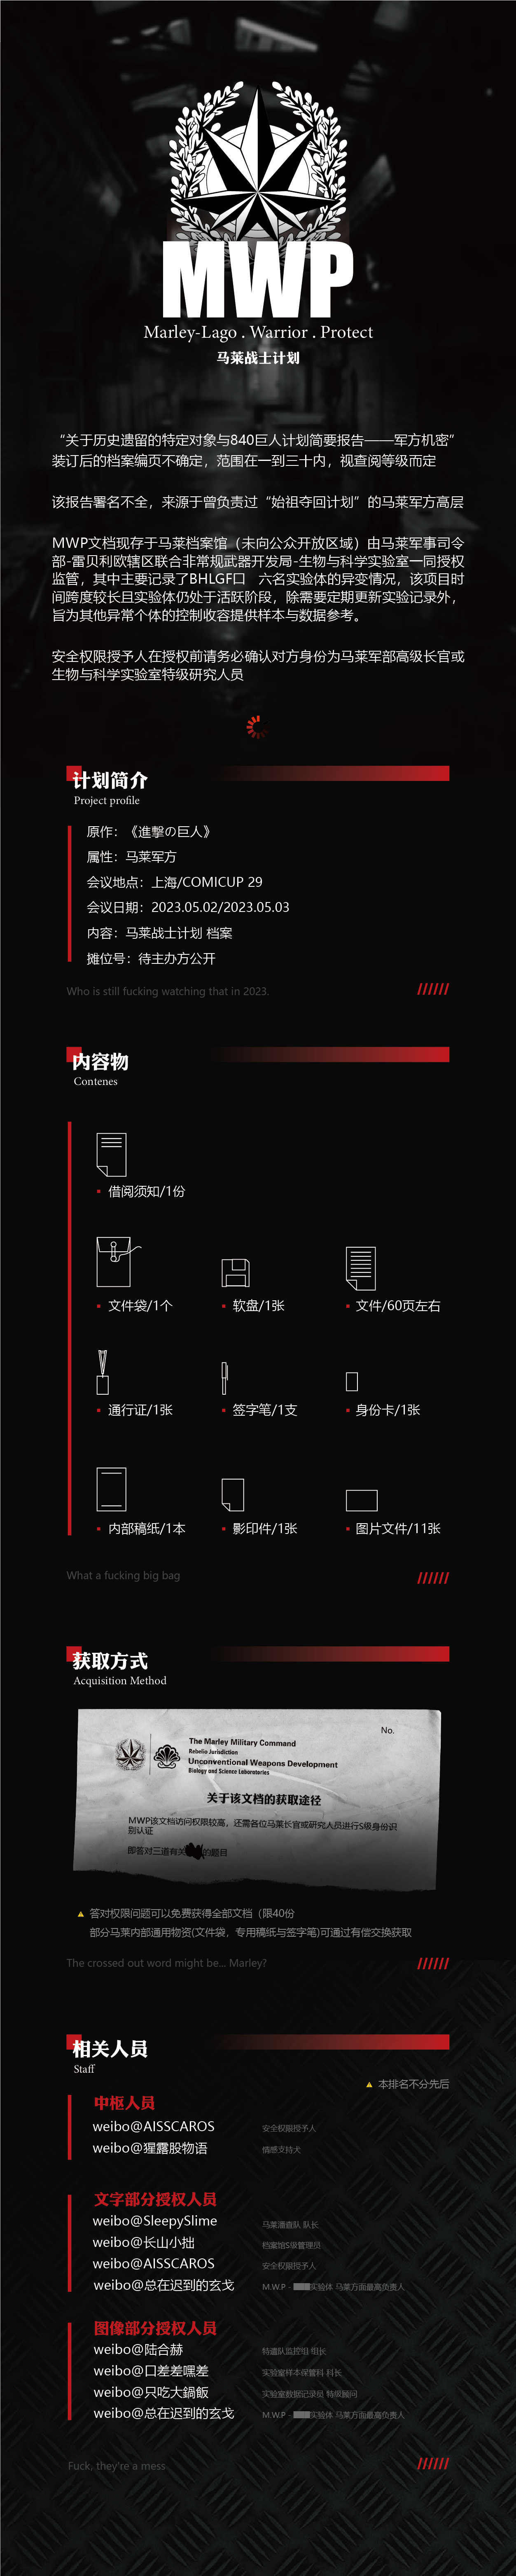 MWP
Marley-Lago . Warrior . Protect
马莱战士计划
“关于历史遗留的特定对象与840巨人计划简要报告——军方机密”
装订后的档案编页不确定，范围在一到三十内，视查阅等级而定
该报告署名不全，来源于曾负责过“始祖夺回计划”的马莱军方高层
MWP文档现存于马莱档案馆（未向公众开放区域）由马莱军事司令
部-雷贝利欧辖区联合非常规武器开发局-生物与科学实验室一同授权
监管，其中主要记录了BHLGF口 六名实验体的异变情况，该项目时
间跨度较长且实验体仍处于活跃阶段，除需要定期更新实验记录外，
旨为其他异常个体的控制收容提供样本与数据参考。
安全权限授予人在授权前请务必确认对方身份为马莱军部高级长官或
生物与科学实验室特级研究人员
计划简介
Project profile
原作：《進撃の巨人》
属性：马莱军方
会议地点：上海/COMICUP 29
会议日期：2023.05.02/2023.05.03
内容：马莱战士计划 档案
摊位号：待主办方公开
Who is still fucking watching that in 2023.
内容物
Contenes
借阅须知/1份
文件袋/1个
软盘/1张
文件/60页左右
通行证/1张
签字笔/1支
身份卡/1张
内部稿纸/1本
影印件/1张
图片文件/11张
What a fucking big bag
获取方式
Acquisition Method
No.
The Marley Military Command
Rebelio Jurisdiction
Unconventional Weapons Development
Biology and Science Laboratories
关于该文档的获取途径
MWP该文档访问权限较高，还需各位马莱长官或研究人员进行S级身份识
别认证
即答对三道有关的题目
答对权限问题可以免费获得全部文档（限40份
部分马莱内部通用物资(文件袋，专用稿纸与签字笔)可通过有偿交换获取
The crossed out word might be... Marley?
相关人员
Staff
本排名不分先后
中枢人员
weibo@AISSCAROS 安全权限授予人
weibo@猩露股物语 情感支持犬
文字部分授权人员
weibo@SleepySlime 马莱潘查队 队长
weibo@长山小拙 档案馆S级管理员
weibo@AISSCAROS 安全权限授予人
weibo@总在迟到的玄戈 M.W.P - 实验体 马莱方面最高负责人
图像部分授权人员
weibo@陆合赫 特遣队监控组 组长
weibo@口差差嘿差 实验室样本保管科 科长
weibo@只吃大鍋飯 实验室数据记录员 特级顾问
weibo@总在迟到的玄戈 M.W.P - 实验体 马莱方面最高负责人
Fuck, they're a mess